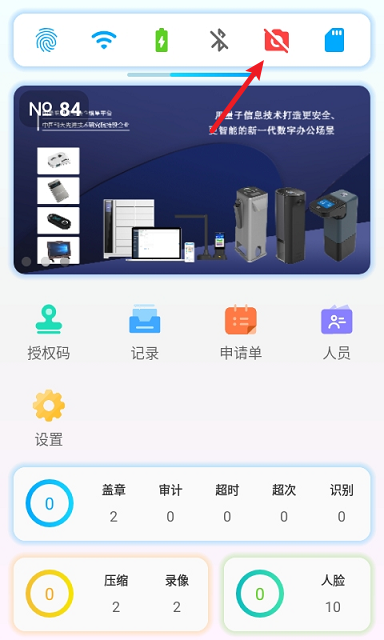 № 84
用量子信息技术打造更安全、
更智能的新一代数字办公场景
授权码
记录
申请单
人员
设置
0
盖章 审计 超时 超次 识别
2 0 0 0 0
0
压缩 录像
2 2
0
人脸
10